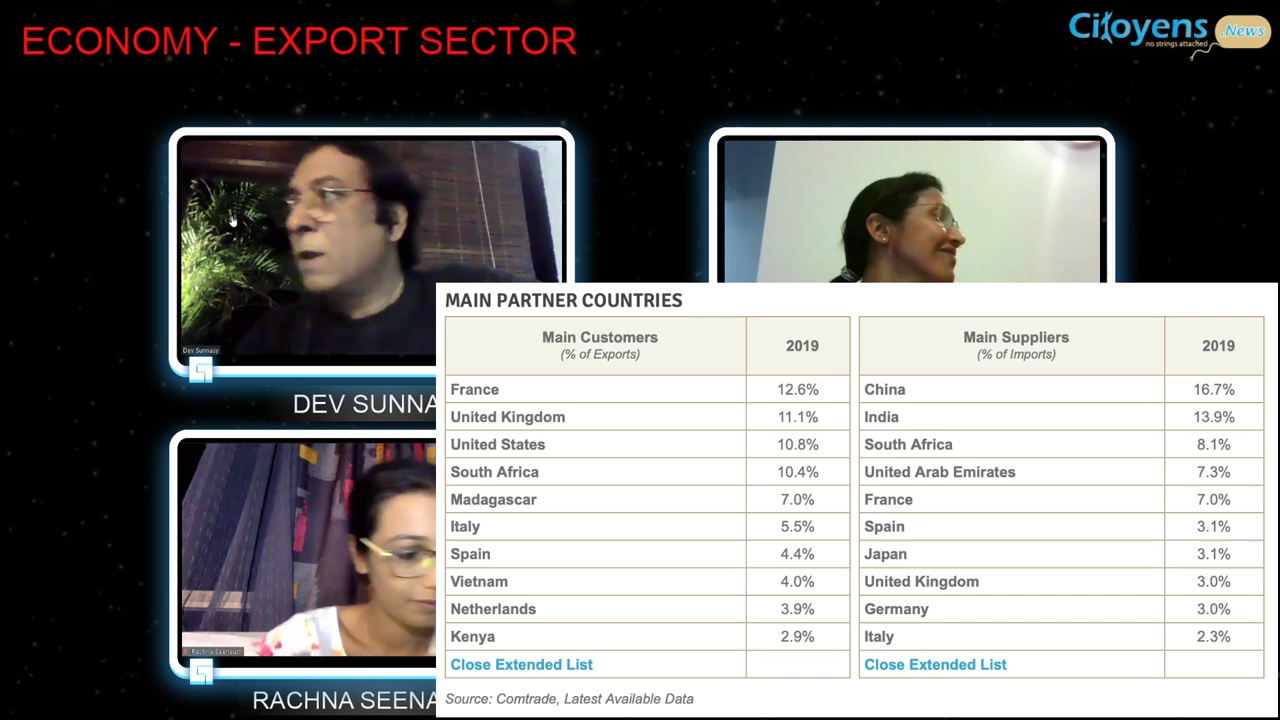 ECONOMY - EXPORT SECTOR
Citoyens .News
no strings attached
Dev Sunnasy
DEV SUNNA
Rachna Seenauth
RACHNA SEENA
MAIN PARTNER COUNTRIES
Main Customers (% of Exports) 2019
France 12.6%
United Kingdom 11.1%
United States 10.8%
South Africa 10.4%
Madagascar 7.0%
Italy 5.5%
Spain 4.4%
Vietnam 4.0%
Netherlands 3.9%
Kenya 2.9%
Close Extended List
Main Suppliers (% of Imports) 2019
China 16.7%
India 13.9%
South Africa 8.1%
United Arab Emirates 7.3%
France 7.0%
Spain 3.1%
Japan 3.1%
United Kingdom 3.0%
Germany 3.0%
Italy 2.3%
Close Extended List
Source: Comtrade, Latest Available Data